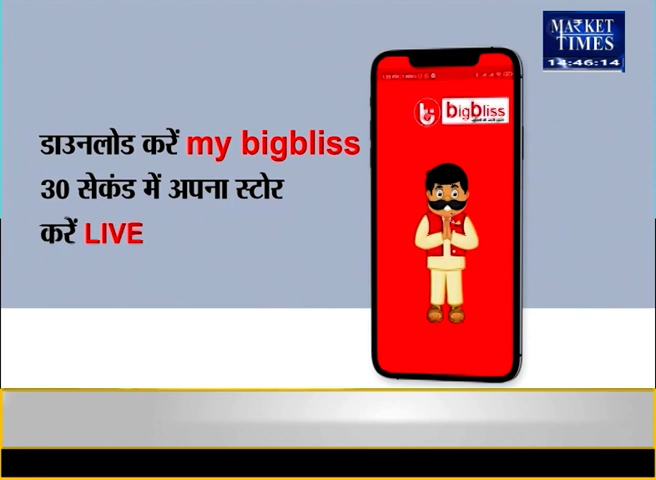 MARKET
TIMES
14:46:14
bigbliss
डाउनलोड करें my bigbliss
30 सेकंड में अपना स्टोर
करें LIVE